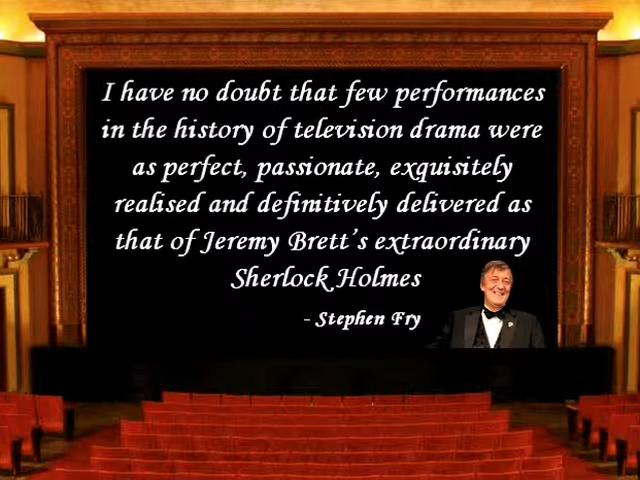 I have no doubt that few performances
in the history of television drama were
as perfect, passionate, exquisitely
realised and definitively delivered as
that of Jeremy Brett's extraordinary
Sherlock Holmes
- Stephen Fry